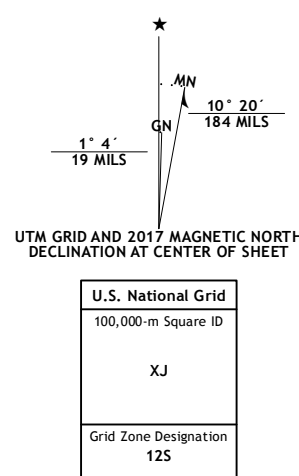 ★
MN
GN
10° 20´
184 MILS
1° 4´
19 MILS
UTM GRID AND 2017 MAGNETIC NORTH
DECLINATION AT CENTER OF SHEET
U.S. National Grid
100,000-m Square ID
XJ
Grid Zone Designation
12S